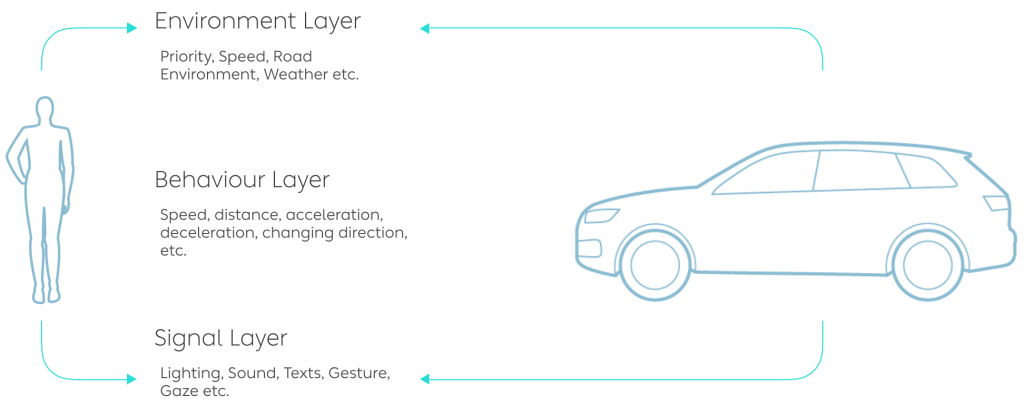 Environment Layer
Priority, Speed, Road
Environment, Weather etc.
Behaviour Layer
Speed, distance, acceleration,
deceleration, changing direction,
etc.
Signal Layer
Lighting, Sound, Texts, Gesture,
Gaze etc.